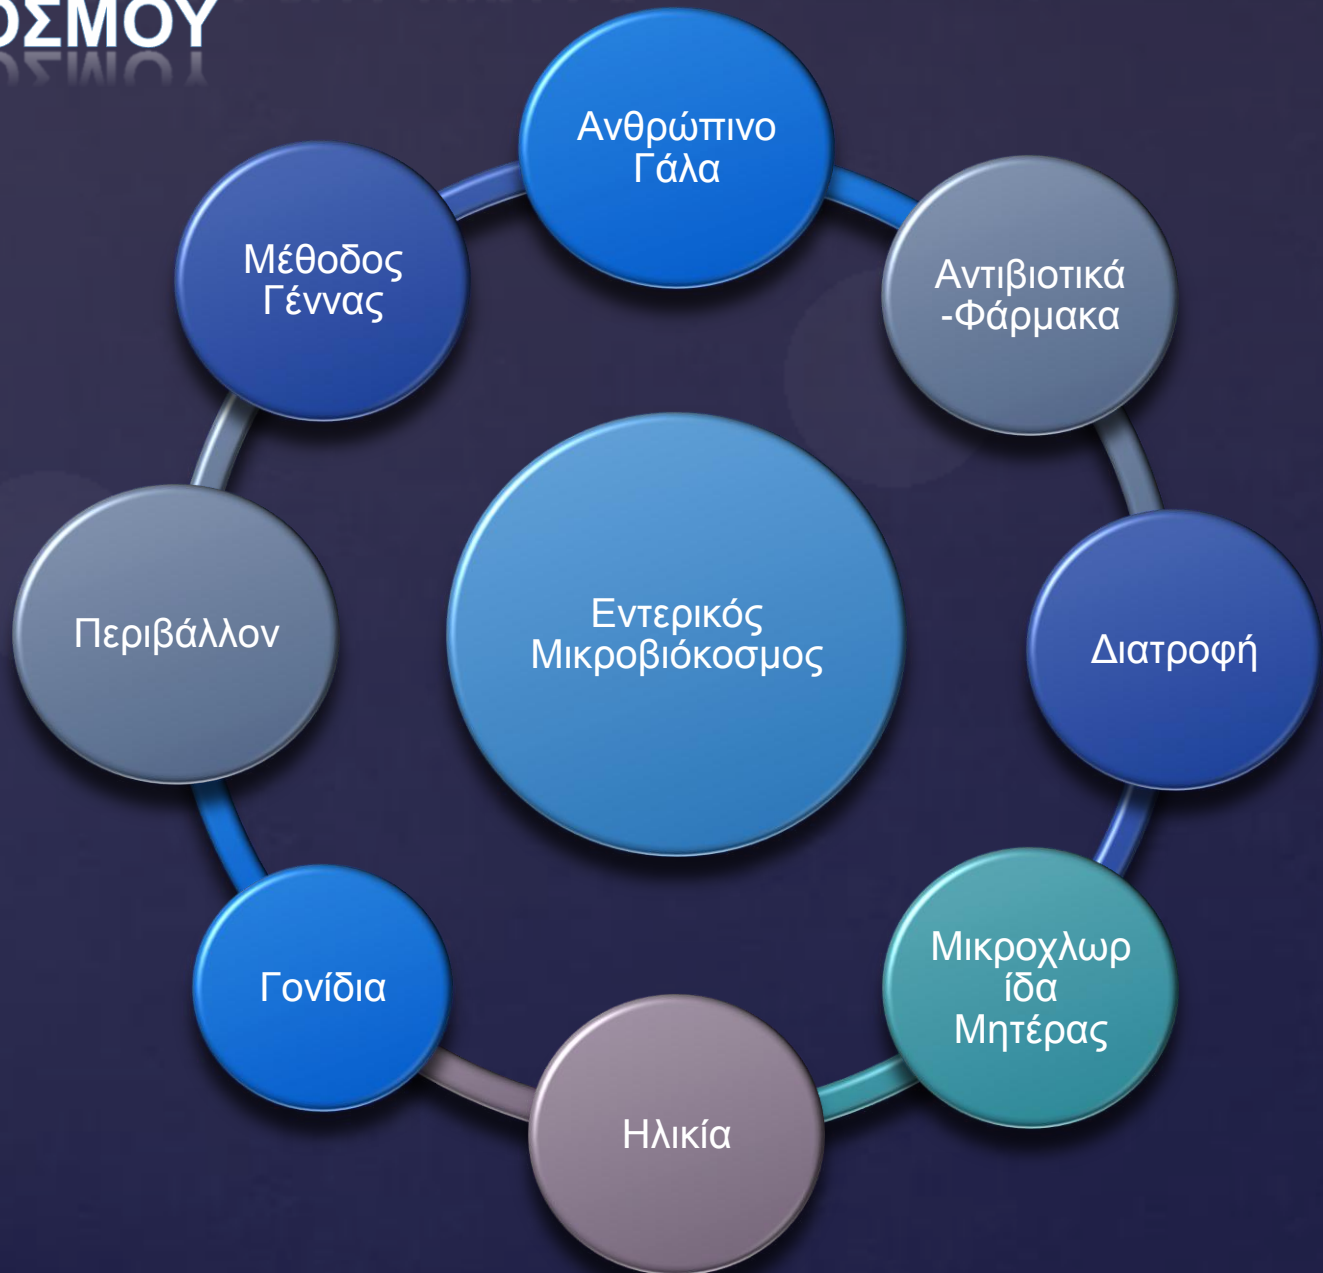 ΟΣΜΟΥ
Ανθρώπινο
Γάλα
Αντιβιοτικά
-Φάρμακα
Διατροφή
Μικροχλωρ
ίδα
Μητέρας
Ηλικία
Γονίδια
Περιβάλλον
Μέθοδος
Γέννας
Εντερικός
Μικροβιόκοσμος